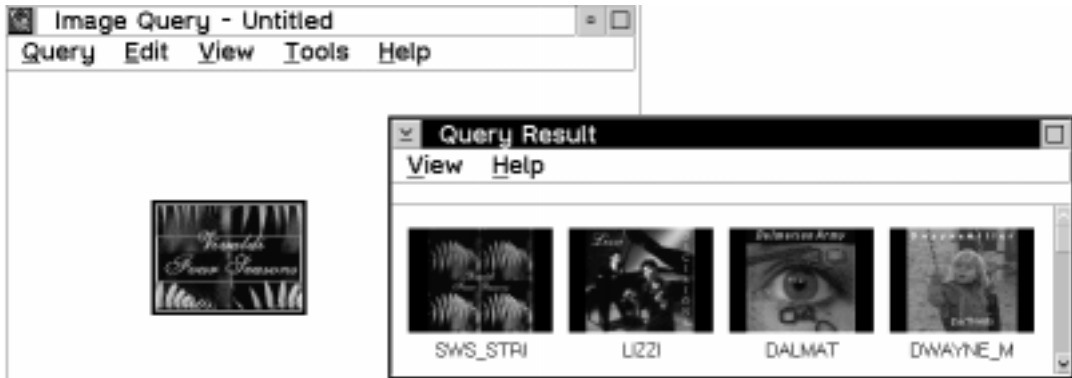 Image Query - Untitled
Query Edit View Tools Help
Query Result
View Help
Vivaldi
Four Seasons
Lizzi
Dalmatian Army
SWS_STRI LIZZI DALMAT DWAYNE_M